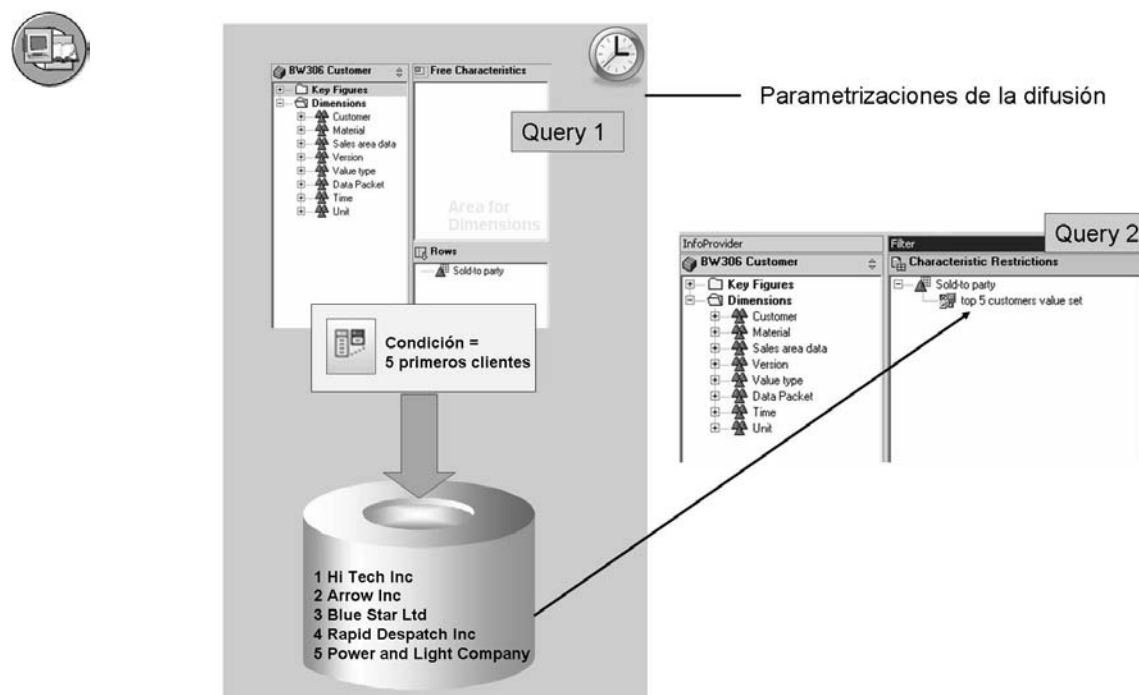 BW306 Customer
Key Figures
Dimensions
Customer
Material
Sales area data
Version
Value type
Data Packet
Time
Unit
Free Characteristics
Query 1
Area for
Dimensions
Rows
Sold-to party
Condición =
5 primeros clientes
1 Hi Tech Inc
2 Arrow Inc
3 Blue Star Ltd
4 Rapid Despatch Inc
5 Power and Light Company
Parametrizaciones de la difusión
InfoProvider
BW306 Customer
Key Figures
Dimensions
Customer
Material
Sales area data
Version
Value type
Data Packet
Time
Unit
Filter
Query 2
Characteristic Restrictions
Sold-to party
top 5 customers value set